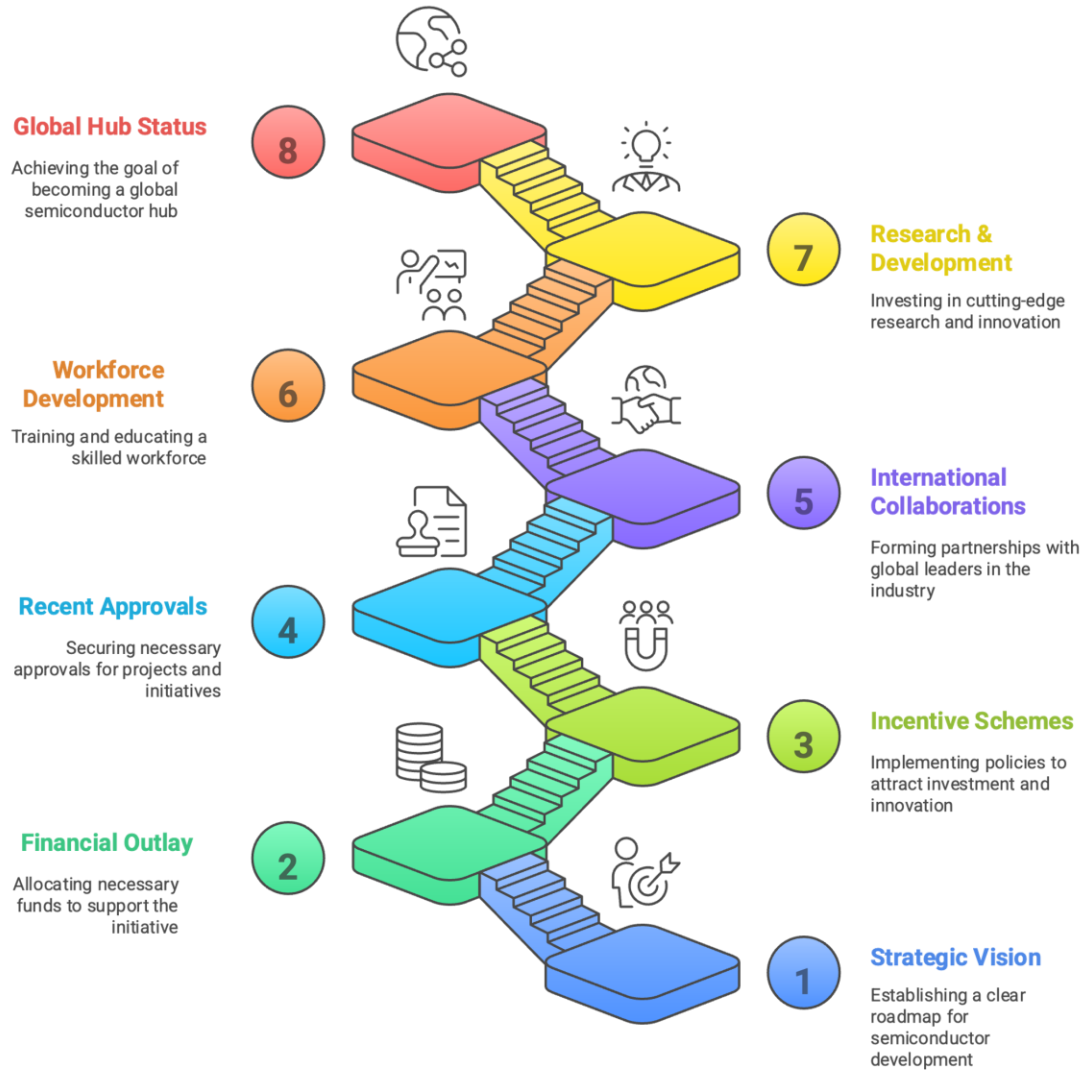 Global Hub Status
8
Achieving the goal of
becoming a global
semiconductor hub
Research &
Development
7
Investing in cutting-edge
research and innovation
Workforce
Development
6
Training and educating a
skilled workforce
International
Collaborations
5
Forming partnerships with
global leaders in the
industry
Recent Approvals
4
Securing necessary
approvals for projects and
initiatives
Incentive Schemes
3
Implementing policies to
attract investment and
innovation
Financial Outlay
2
Allocating necessary
funds to support the
initiative
Strategic Vision
1
Establishing a clear
roadmap for
semiconductor
development